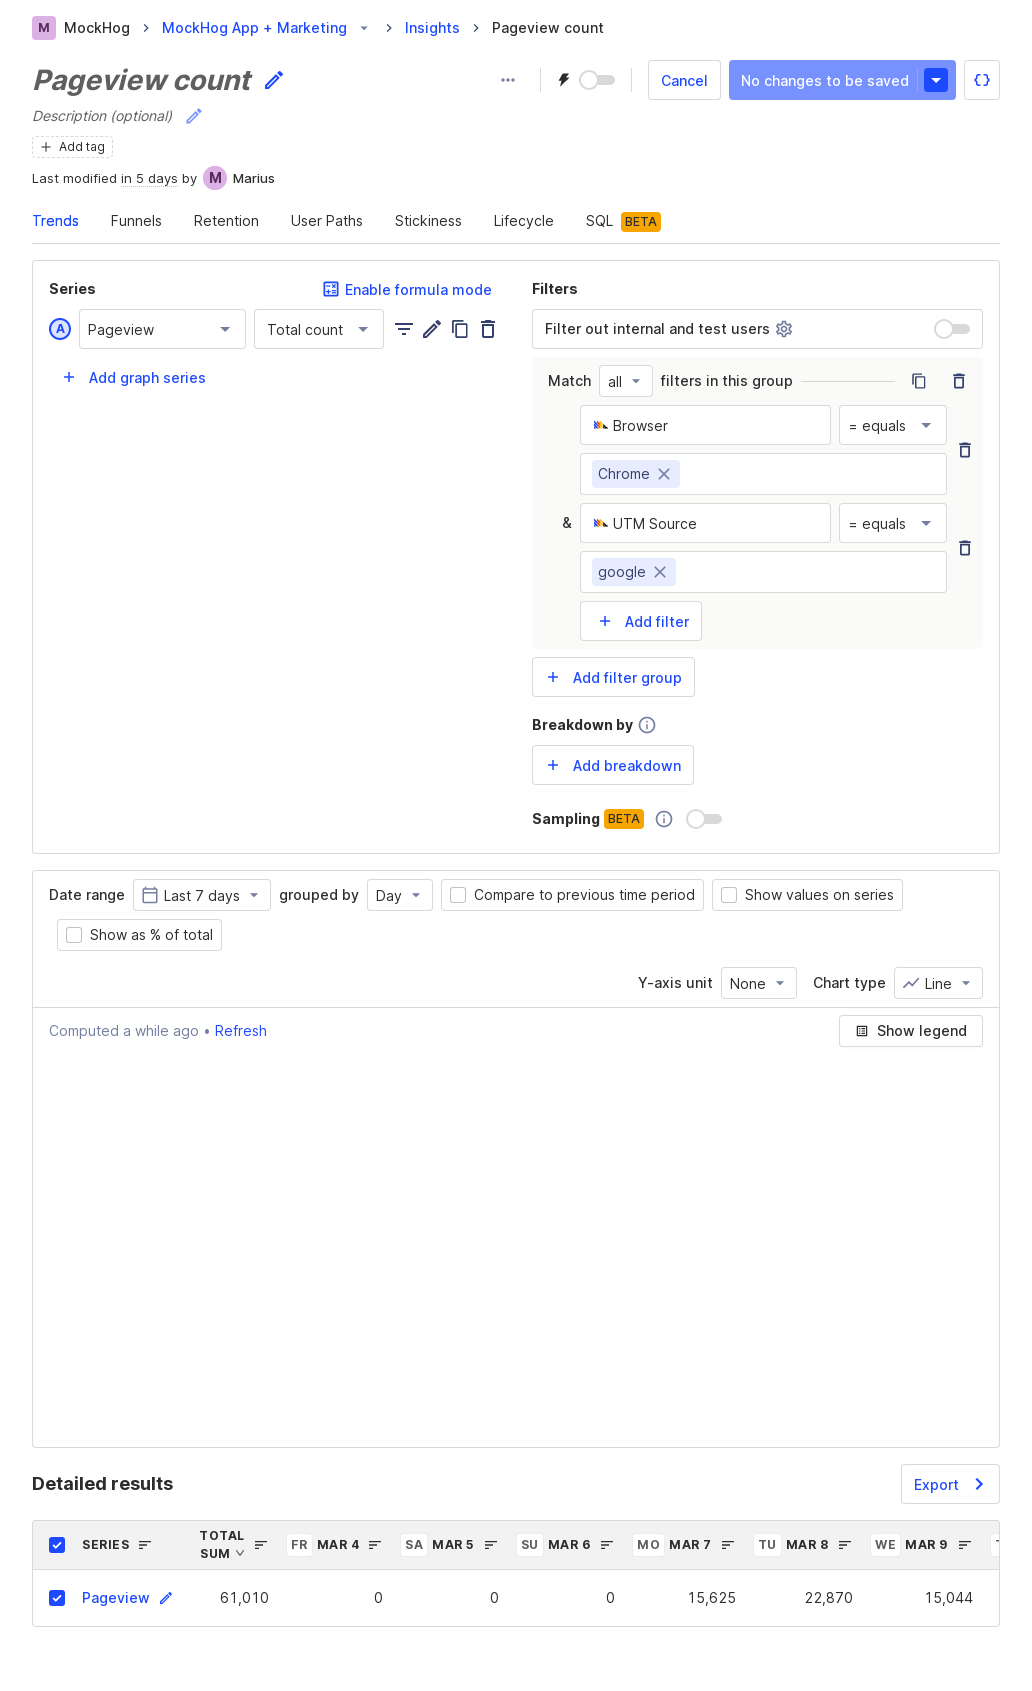 M MockHog MockHog App + Marketing Insights Pageview count
Pageview count
Cancel No changes to be saved
Description (optional)
Add tag
Last modified in 5 days by M Marius
Trends Funnels Retention User Paths Stickiness Lifecycle SQL BETA
Series Enable formula mode
A Pageview Total count
Add graph series
Filters
Filter out internal and test users
Match all filters in this group
Browser = equals
Chrome
& UTM Source = equals
google
Add filter
Add filter group
Breakdown by
Add breakdown
Sampling BETA
Date range Last 7 days grouped by Day Compare to previous time period Show values on series
Show as % of total
Y-axis unit None Chart type Line
Computed a while ago • Refresh Show legend
Detailed results Export
SERIES TOTAL SUM FR MAR 4 SA MAR 5 SU MAR 6 MO MAR 7 TU MAR 8 WE MAR 9
Pageview 61,010 0 0 0 15,625 22,870 15,044